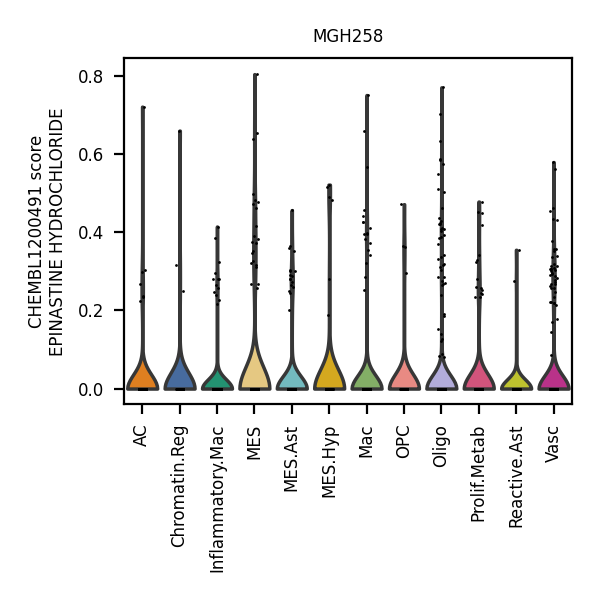 MGH258
CHEMBL1200491 score
EPINASTINE HYDROCHLORIDE
0.8
0.6
0.4
0.2
0.0
AC
Chromatin.Reg
Inflammatory.Mac
MES
MES.Ast
MES.Hyp
Mac
OPC
Oligo
Prolif.Metab
Reactive.Ast
Vasc